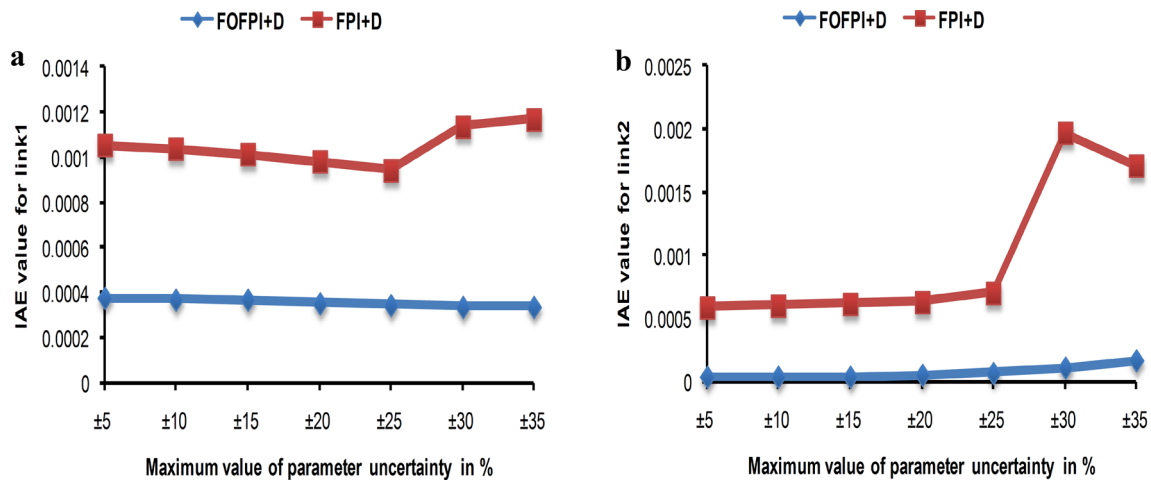 FOFPI+D FPI+D
a
IAE value for link1
0.0014
0.0012
0.001
0.0008
0.0006
0.0004
0.0002
0
±5 ±10 ±15 ±20 ±25 ±30 ±35
Maximum value of parameter uncertainty in %
FOFPI+D FPI+D
b
IAE value for link2
0.0025
0.002
0.0015
0.001
0.0005
0
±5 ±10 ±15 ±20 ±25 ±30 ±35
Maximum value of parameter uncertainty in %